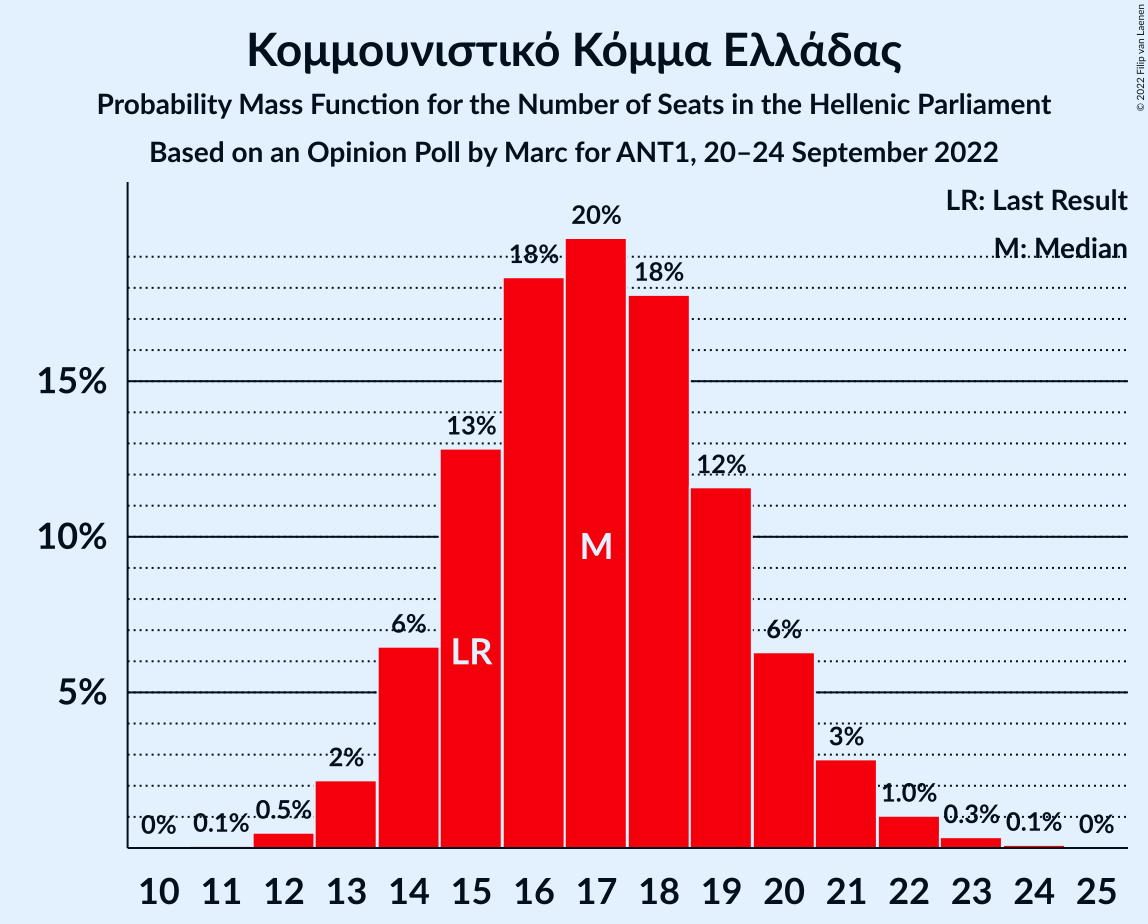 Κομμουνιστικό Κόμμα Ελλάδας
Probability Mass Function for the Number of Seats in the Hellenic Parliament
Based on an Opinion Poll by Marc for ANT1, 20–24 September 2022
© 2022 Filip van Laenen
LR: Last Result
M: Median
20%
18%
18%
15%
13%
12%
10%
M
6%
LR
6%
5%
3%
2%
1.0%
0.5%
0.3%
0%
0.1%
0.1%
0%
10 11 12 13 14 15 16 17 18 19 20 21 22 23 24 25